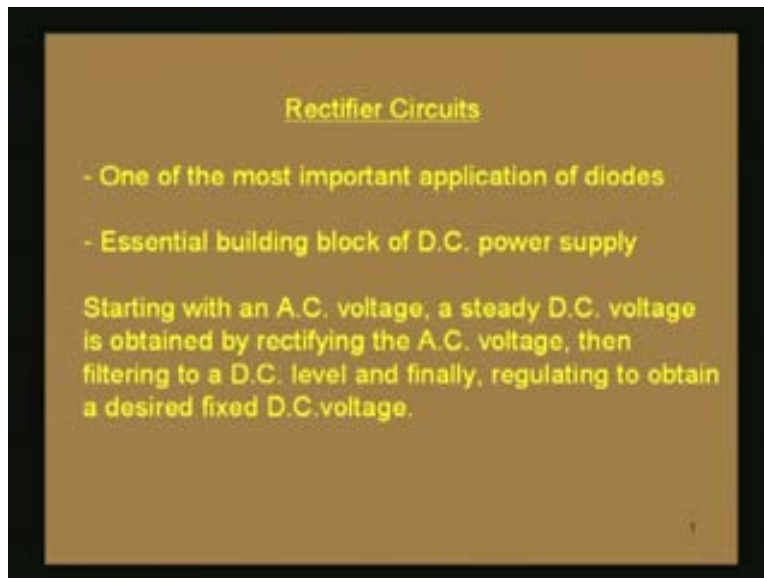 Rectifier Circuits
- One of the most important application of diodes
- Essential building block of D.C. power supply
Starting with an A.C. voltage, a steady D.C. voltage
is obtained by rectifying the A.C. voltage, then
filtering to a D.C. level and finally, regulating to obtain
a desired fixed D.C.voltage.
1